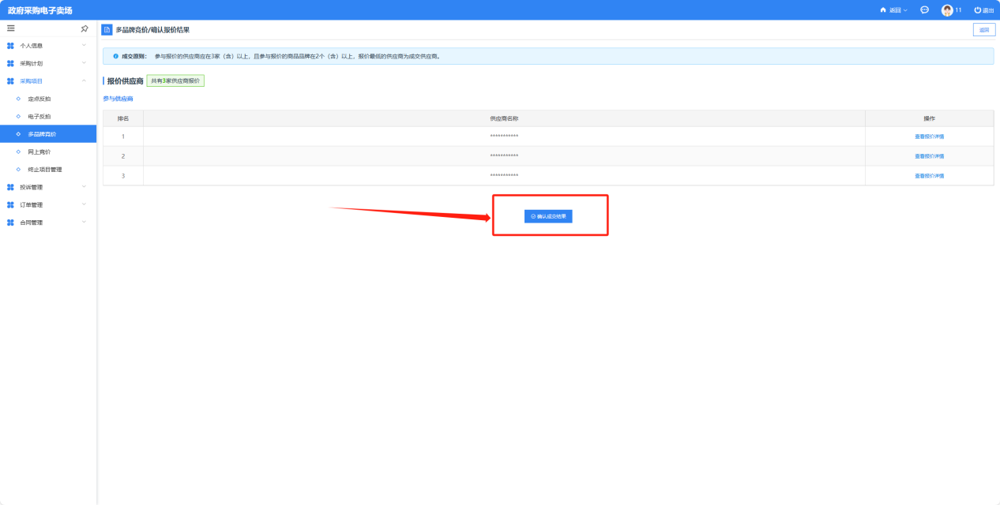 政府采购电子卖场
返回
11
退出
个人信息
采购计划
采购项目
定点反拍
电子反拍
多品牌竞价
网上竞价
终止项目管理
投诉管理
订单管理
合同管理
多品牌竞价/确认报价结果
返回
成交原则： 参与报价的供应商应在3家（含）以上，且参与报价的商品品牌在2个（含）以上，报价最低的供应商为成交供应商。
报价供应商 共有3家供应商报价
参与供应商
排名 供应商名称 操作
1 *********** 查看报价详情
2 *********** 查看报价详情
3 *********** 查看报价详情
确认成交结果